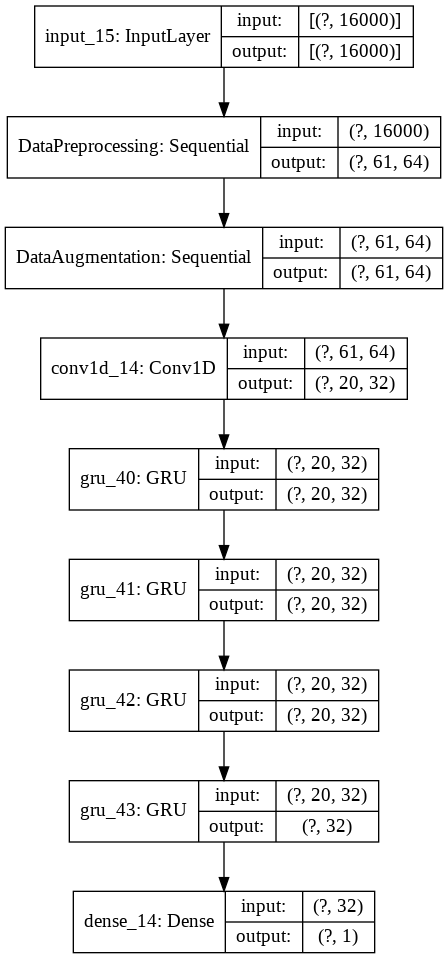 input_15: InputLayer
input: [(?, 16000)]
output: [(?, 16000)]
DataPreprocessing: Sequential
input: (?, 16000)
output: (?, 61, 64)
DataAugmentation: Sequential
input: (?, 61, 64)
output: (?, 61, 64)
conv1d_14: Conv1D
input: (?, 61, 64)
output: (?, 20, 32)
gru_40: GRU
input: (?, 20, 32)
output: (?, 20, 32)
gru_41: GRU
input: (?, 20, 32)
output: (?, 20, 32)
gru_42: GRU
input: (?, 20, 32)
output: (?, 20, 32)
gru_43: GRU
input: (?, 20, 32)
output: (?, 32)
dense_14: Dense
input: (?, 32)
output: (?, 1)